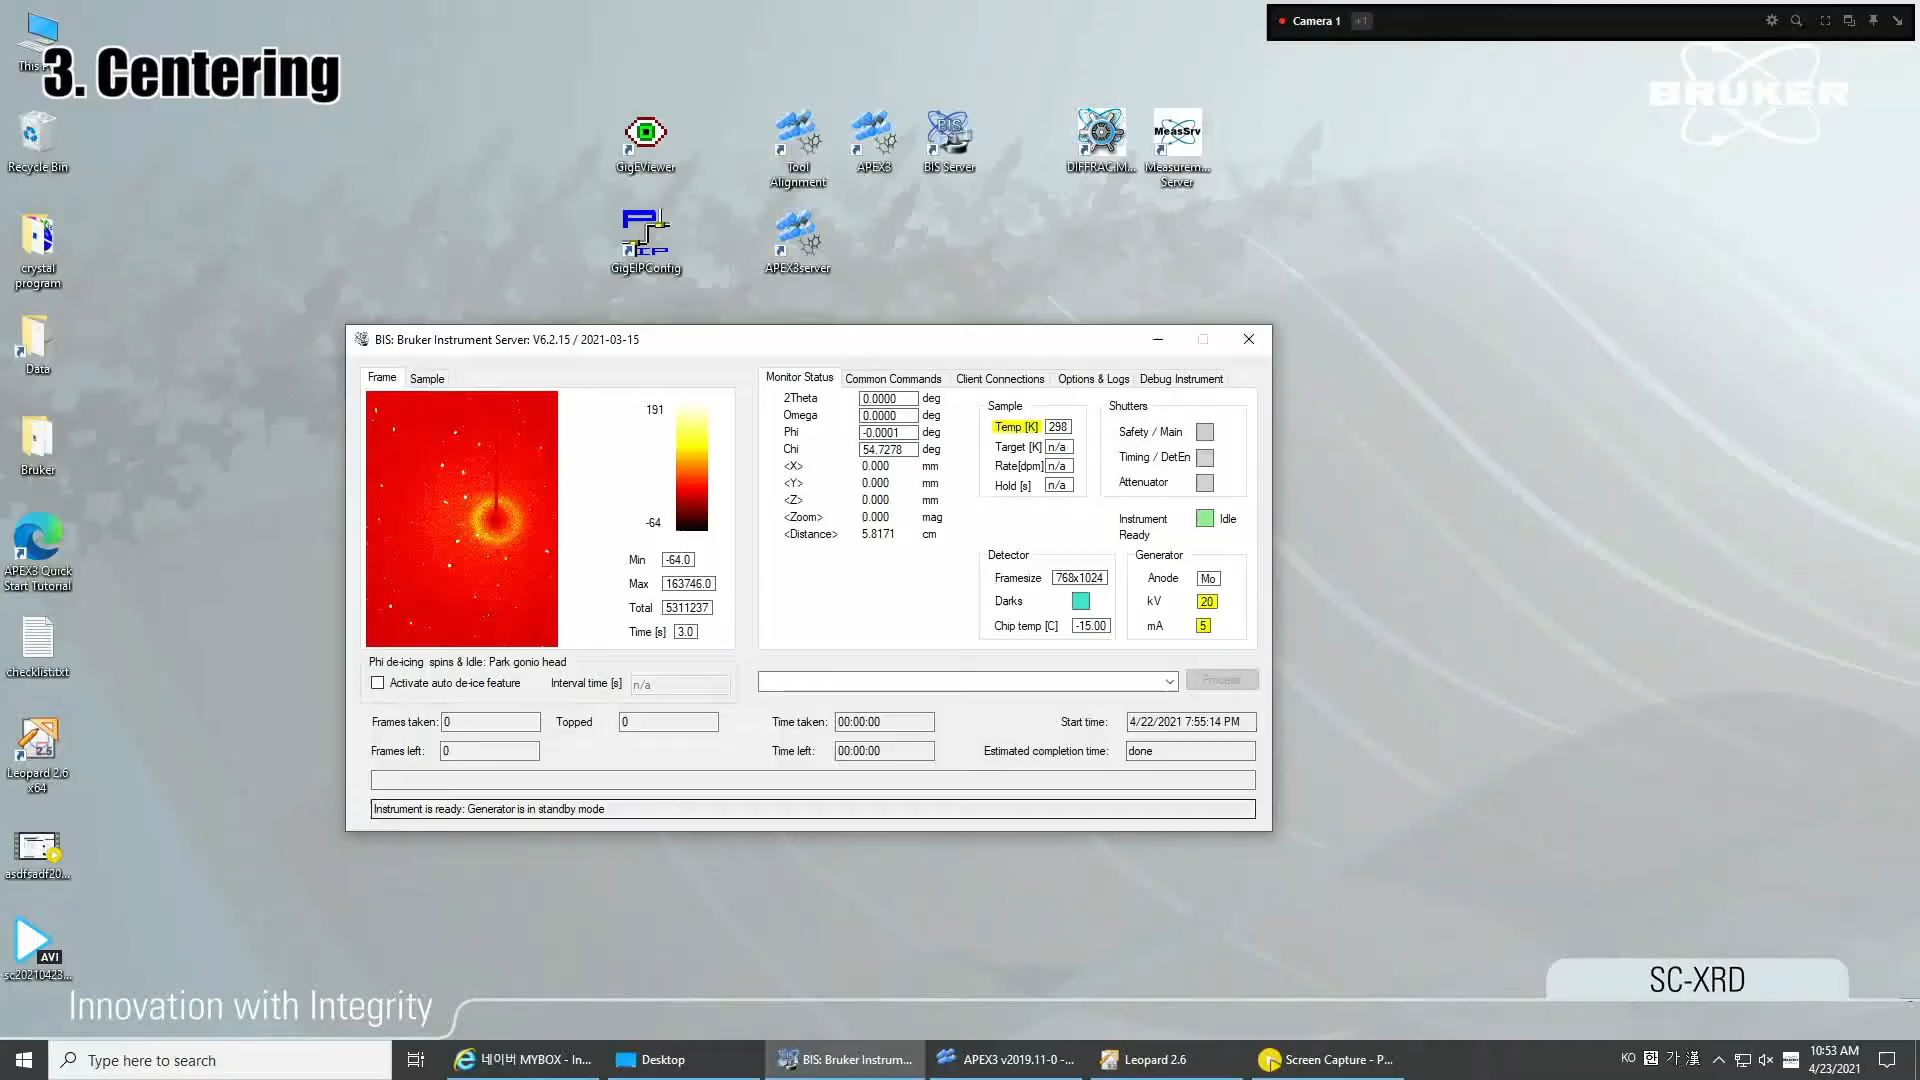 3. Centering
Camera 1
+1
BRUKER
Recycle Bin
crystal
program
Data
Bruker
APEX3 Quick
Start Tutorial
checklist.txt
Leopard 2.6
x64
asdfsadf20...
AVI
sc20210423...
GigEViewer
Tool
Alignment
APEX3
BIS
BIS Server
DIFFRAC.M...
MeasSrv
Measurem...
Server
GigEIPConfig
APEX3server
BIS: Bruker Instrument Server: V6.2.15 / 2021-03-15
Frame Sample
191
-64
Min -64.0
Max 163746.0
Total 5311237
Time [s] 3.0
Monitor Status Common Commands Client Connections Options & Logs Debug Instrument
2Theta 0.0000 deg
Omega 0.0000 deg
Phi -0.0001 deg
Chi 54.7278 deg
<X> 0.000 mm
<Y> 0.000 mm
<Z> 0.000 mm
<Zoom> 0.000 mag
<Distance> 5.8171 cm
Sample
Temp [K] 298
Target [K] n/a
Rate[dpm] n/a
Hold [s] n/a
Shutters
Safety / Main
Timing / DetEn
Attenuator
Instrument
Ready
Idle
Detector
Framesize 768x1024
Darks
Chip temp [C] -15.00
Generator
Anode Mo
kV 20
mA 5
Phi de-icing spins & Idle: Park gonio head
Activate auto de-ice feature Interval time [s] n/a
Process
Frames taken: 0 Topped 0 Time taken: 00:00:00 Start time: 4/22/2021 7:55:14 PM
Frames left: 0 Time left: 00:00:00 Estimated completion time: done
Instrument is ready: Generator is in standby mode
SC-XRD
Innovation with Integrity
Type here to search
네이버 MYBOX - In...
Desktop
BIS: Bruker Instrum...
APEX3 v2019.11-0 -...
Leopard 2.6
Screen Capture - P...
KO 한 가 漢
10:53 AM
4/23/2021